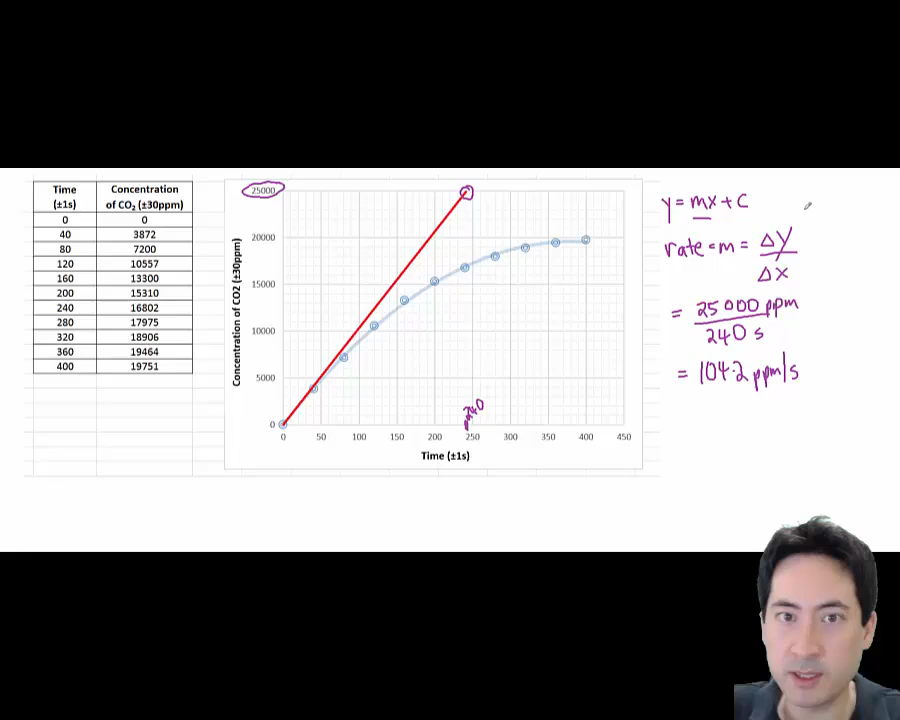 Time Concentration
(±1s) of CO₂ (±30ppm)
0 0
40 3872
80 7200
120 10557
160 13300
200 15310
240 16802
280 17975
320 18906
360 19464
400 19751
Concentration of CO2 (±30ppm)
25000
20000
15000
10000
5000
0
0 50 100 150 200 250 300 350 400 450
240
Time (±1s)
y = mx + C
rate = m = Δy
Δx
= 25 000 ppm
240 s
= 104.2 ppm/s